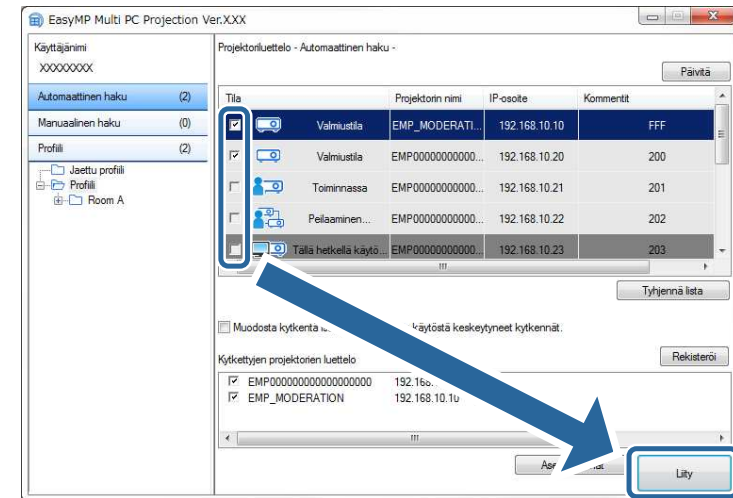 EasyMP Multi PC Projection Ver.X.XX
Käyttäjänimi
XXXXXXXX
Automaattinen haku (2)
Manuaalinen haku (0)
Profiili (2)
Jaettu profiili
Profiili
Room A
Projektoriluettelo - Automaattinen haku -
Päivitä
Tila Projektorin nimi IP-osoite Kommentit
Valmiustila EMP_MODERATI... 192.168.10.10 FFF
Valmiustila EMP00000000000... 192.168.10.20 200
Toiminnassa EMP00000000000... 192.168.10.21 201
Peilaaminen... EMP00000000000... 192.168.10.22 202
Tällä hetkellä käytö... EMP00000000000... 192.168.10.23 203
Tyhjennä lista
Muodosta kytkentä käytöstä keskeytyneet kytkennät.
Kytkettyjen projektorien luettelo
Rekisteröi
EMP000000000000000000 192.168.
EMP_MODERATION 192.168.10.10
Liity